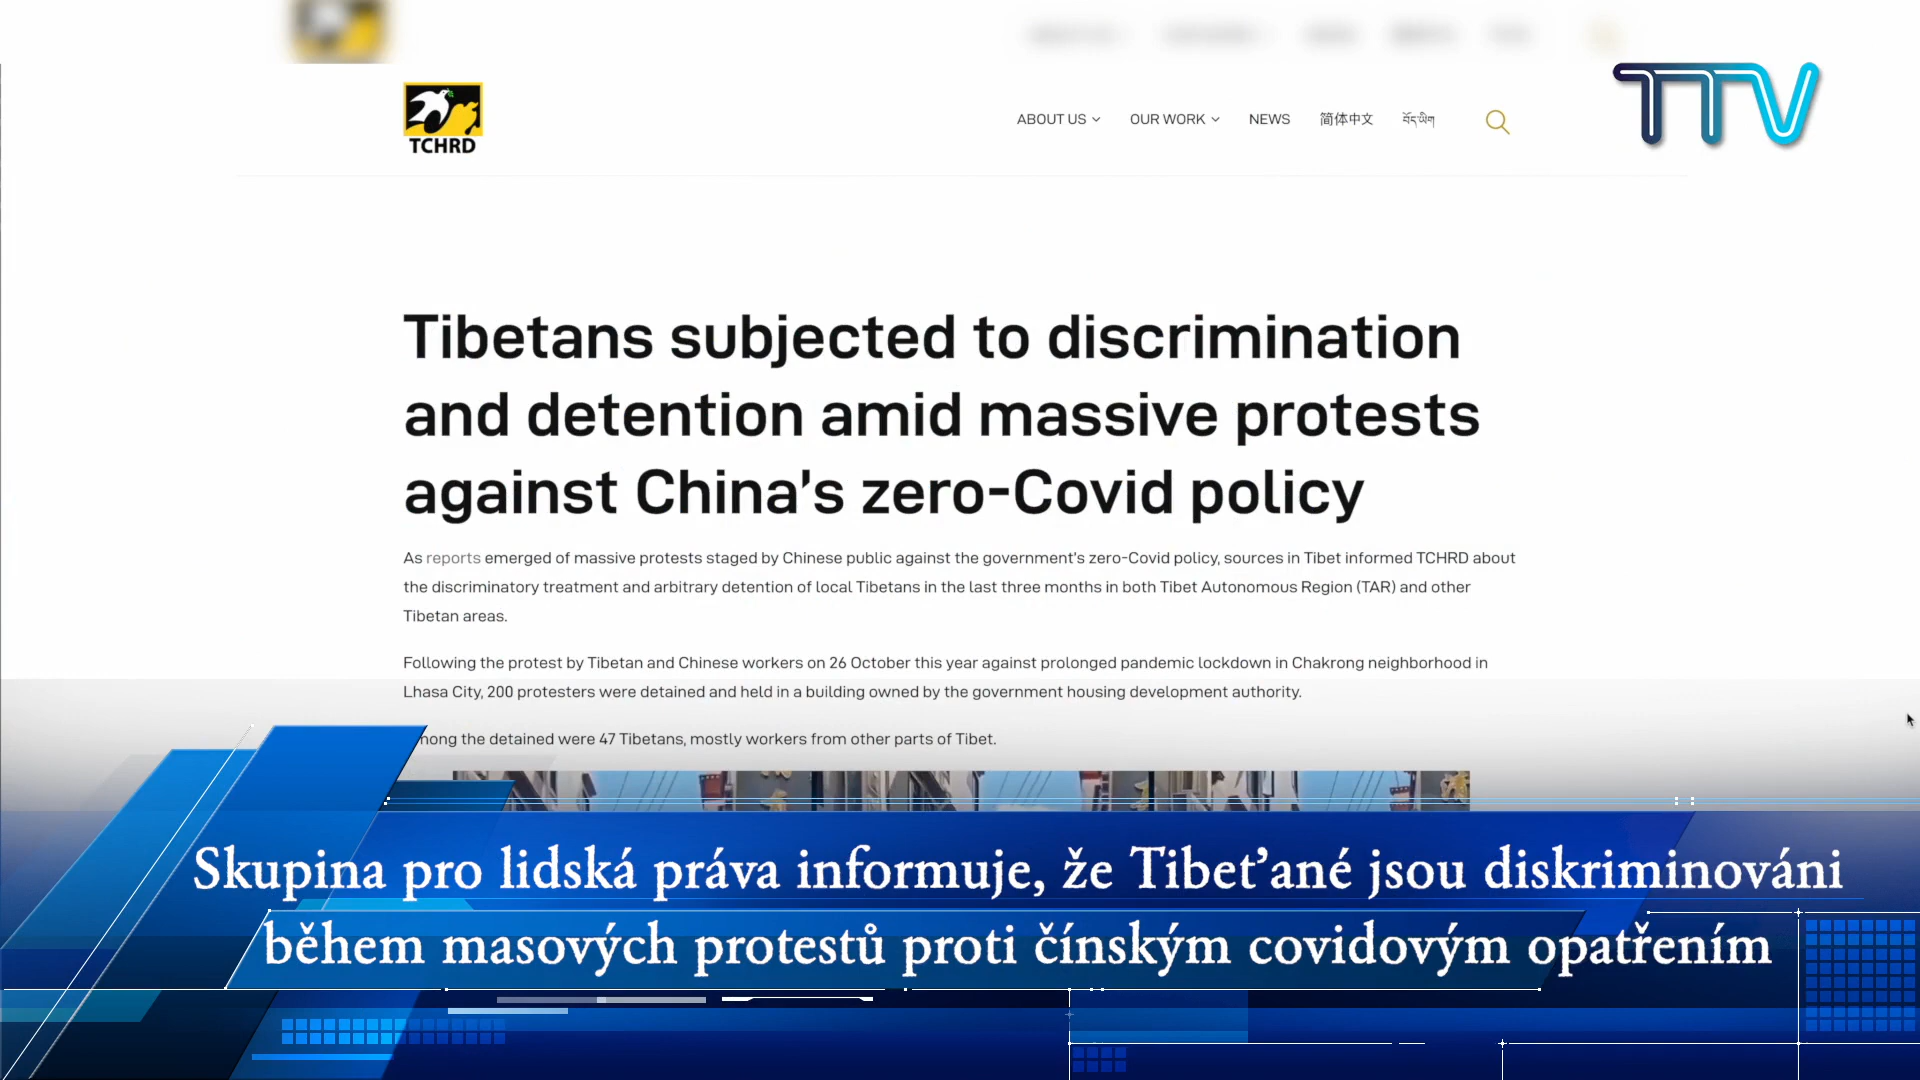 TCHRD
ABOUT US
OUR WORK
NEWS
简体中文
བོད་ཡིག
TTV
Tibetans subjected to discrimination
and detention amid massive protests
against China's zero-Covid policy
As reports emerged of massive protests staged by Chinese public against the government's zero-Covid policy, sources in Tibet informed TCHRD about
the discriminatory treatment and arbitrary detention of local Tibetans in the last three months in both Tibet Autonomous Region (TAR) and other
Tibetan areas.
Following the protest by Tibetan and Chinese workers on 26 October this year against prolonged pandemic lockdown in Chakrong neighborhood in
Lhasa City, 200 protesters were detained and held in a building owned by the government housing development authority.
mong the detained were 47 Tibetans, mostly workers from other parts of Tibet.
Skupina pro lidská práva informuje, že Tibeťané jsou diskriminováni
během masových protestů proti čínským covidovým opatřením